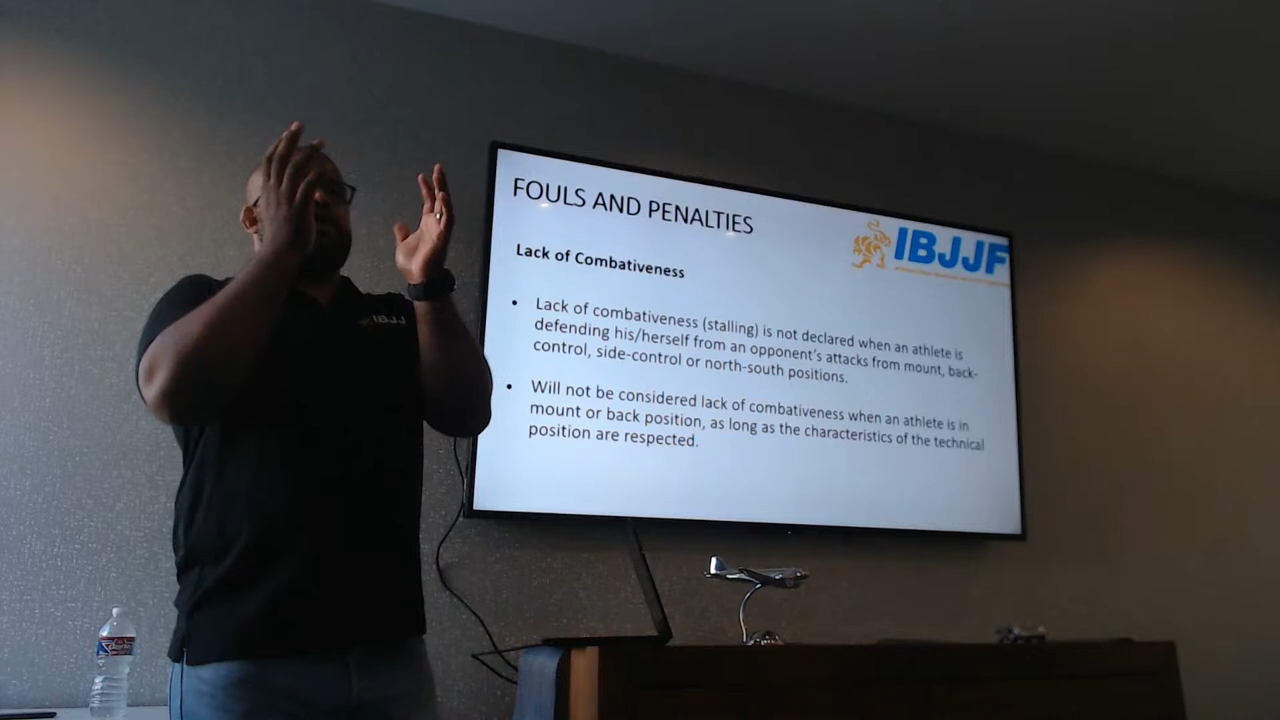 FOULS AND PENALTIES
IBJJF
Lack of Combativeness
• Lack of combativeness (stalling) is not declared when an athlete is
defending his/herself from an opponent's attacks from mount, back-
control, side-control or north-south positions.
• Will not be considered lack of combativeness when an athlete is in
mount or back position, as long as the characteristics of the technical
position are respected.
IBJJ